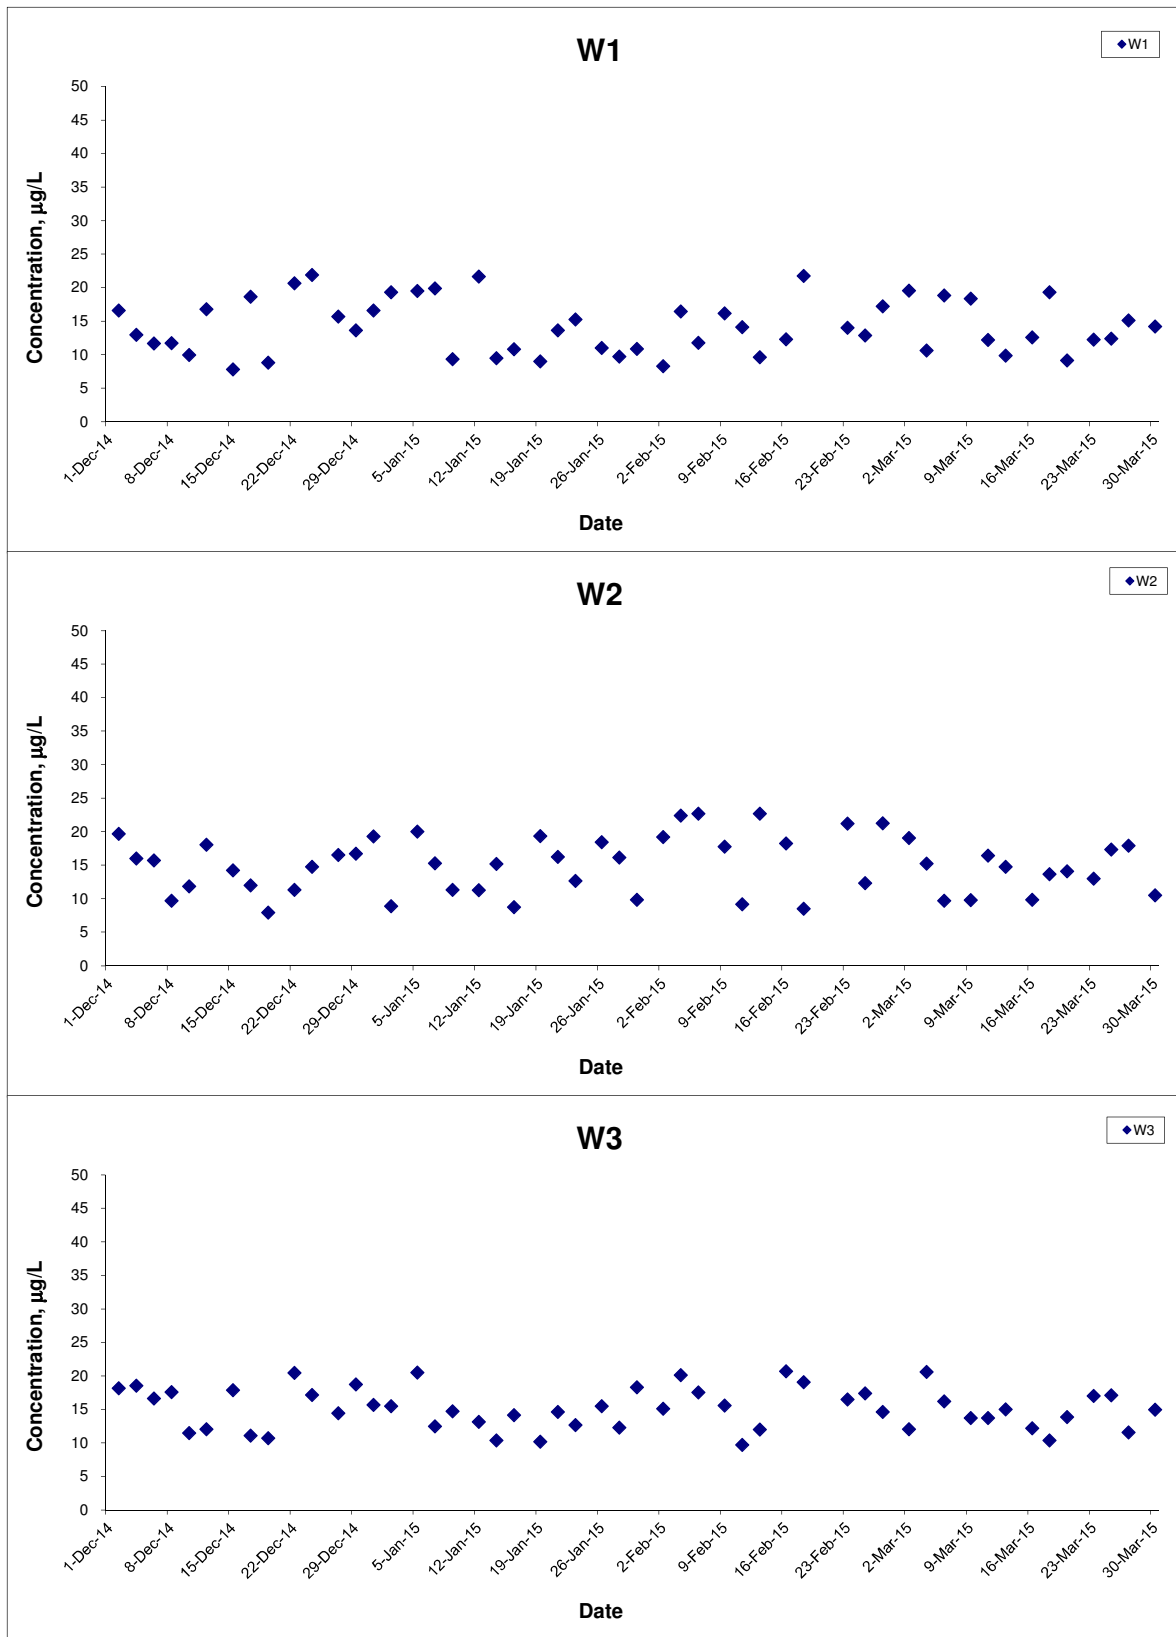 W1
W1
50
45
40
35
30
25
20
15
10
5
0
Concentration, µg/L
1-Dec-14
8-Dec-14
15-Dec-14
22-Dec-14
29-Dec-14
5-Jan-15
12-Jan-15
19-Jan-15
26-Jan-15
2-Feb-15
9-Feb-15
16-Feb-15
23-Feb-15
2-Mar-15
9-Mar-15
16-Mar-15
23-Mar-15
30-Mar-15
Date
W2
W2
50
45
40
35
30
25
20
15
10
5
0
Concentration, µg/L
1-Dec-14
8-Dec-14
15-Dec-14
22-Dec-14
29-Dec-14
5-Jan-15
12-Jan-15
19-Jan-15
26-Jan-15
2-Feb-15
9-Feb-15
16-Feb-15
23-Feb-15
2-Mar-15
9-Mar-15
16-Mar-15
23-Mar-15
30-Mar-15
Date
W3
W3
50
45
40
35
30
25
20
15
10
5
0
Concentration, µg/L
1-Dec-14
8-Dec-14
15-Dec-14
22-Dec-14
29-Dec-14
5-Jan-15
12-Jan-15
19-Jan-15
26-Jan-15
2-Feb-15
9-Feb-15
16-Feb-15
23-Feb-15
2-Mar-15
9-Mar-15
16-Mar-15
23-Mar-15
30-Mar-15
Date